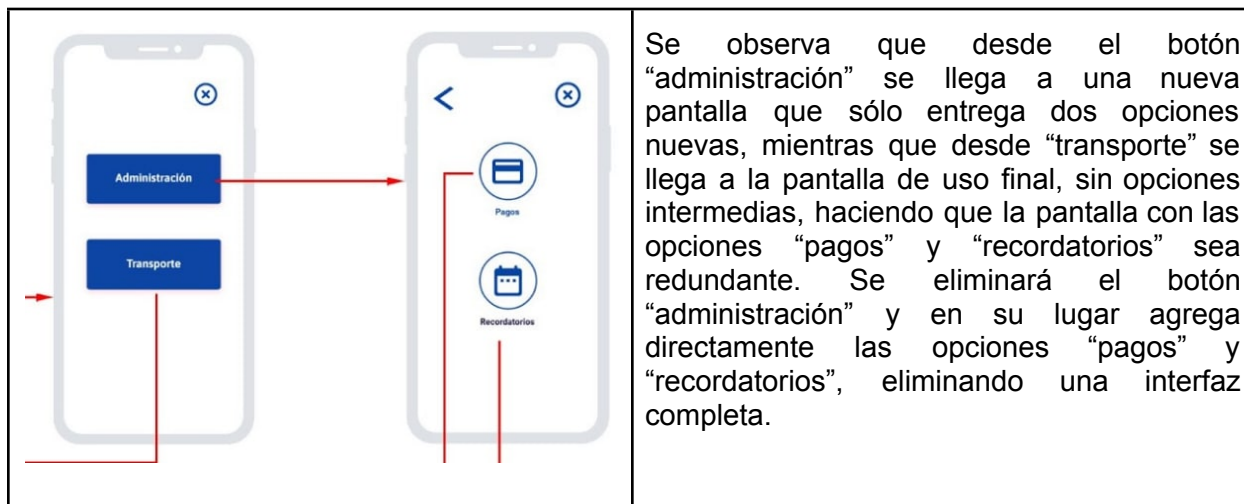 Administración
Transporte
Pagos
Recordatorios
Se observa que desde el botón
“administración” se llega a una nueva
pantalla que sólo entrega dos opciones
nuevas, mientras que desde “transporte” se
llega a la pantalla de uso final, sin opciones
intermedias, haciendo que la pantalla con las
opciones “pagos” y “recordatorios” sea
redundante. Se eliminará el botón
“administración” y en su lugar agrega
directamente las opciones “pagos” y
“recordatorios”, eliminando una interfaz
completa.